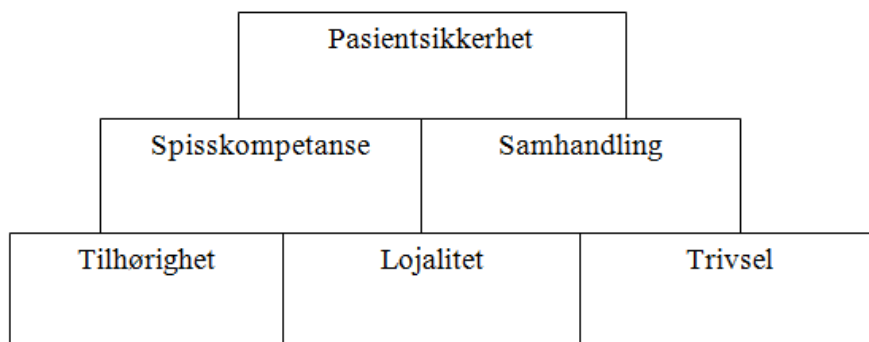 Pasientsikkerhet
Spisskompetanse Samhandling
Tilhørighet Lojalitet Trivsel